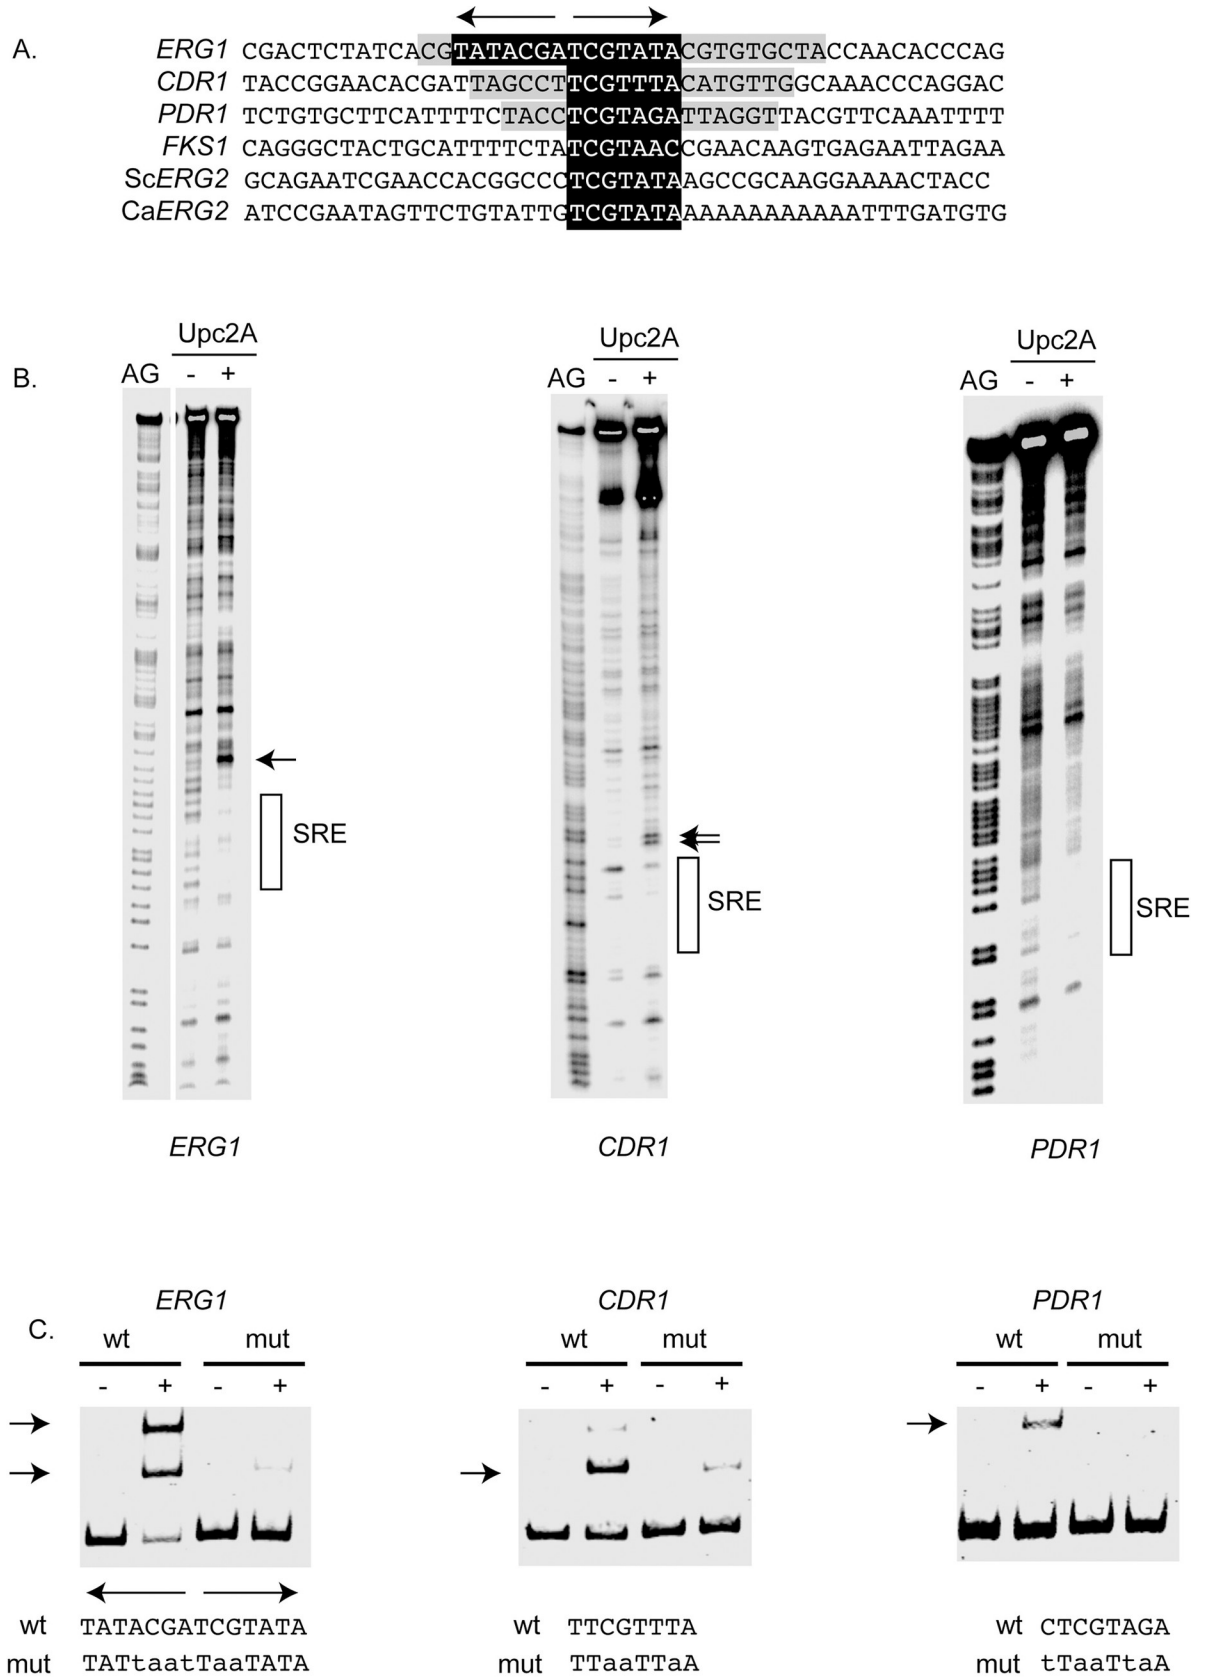 A.
ERG1 CGACTCTATCACGTATACGATCGTATACGTGTGCTACCAACACCCAG
CDR1 TACCGGAACACGATTAGCCTTCGTTTACATGTTGGCAAACCCAGGAC
PDR1 TCTGTGCTTCATTTTCTACCTCGTAGATTAGGTTACGTTCAAATTTT
FKS1 CAGGGCTACTGCATTTTCTATCGTAACCGAACAAGTGAGAATTAGAA
ScERG2 GCAGAATCGAACCACGGCCCTCGTATAAGCCGCAAGGAAAACTACC
CaERG2 ATCCGAATAGTTCTGTATTGTCGTATAAAAAAAAAAAAATTTGATGTG
B.
Upc2A
AG - +
SRE
ERG1
Upc2A
AG - +
SRE
CDR1
Upc2A
AG - +
SRE
PDR1
C.
ERG1
wt mut
- + - +
wt TATACGATCGTATA
mut TATtaatTaaTATA
CDR1
wt mut
- + - +
wt TTCGTTTA
mut TTaaTTaA
PDR1
wt mut
- + - +
wt CTCGTAGA
mut tTaaTtaA